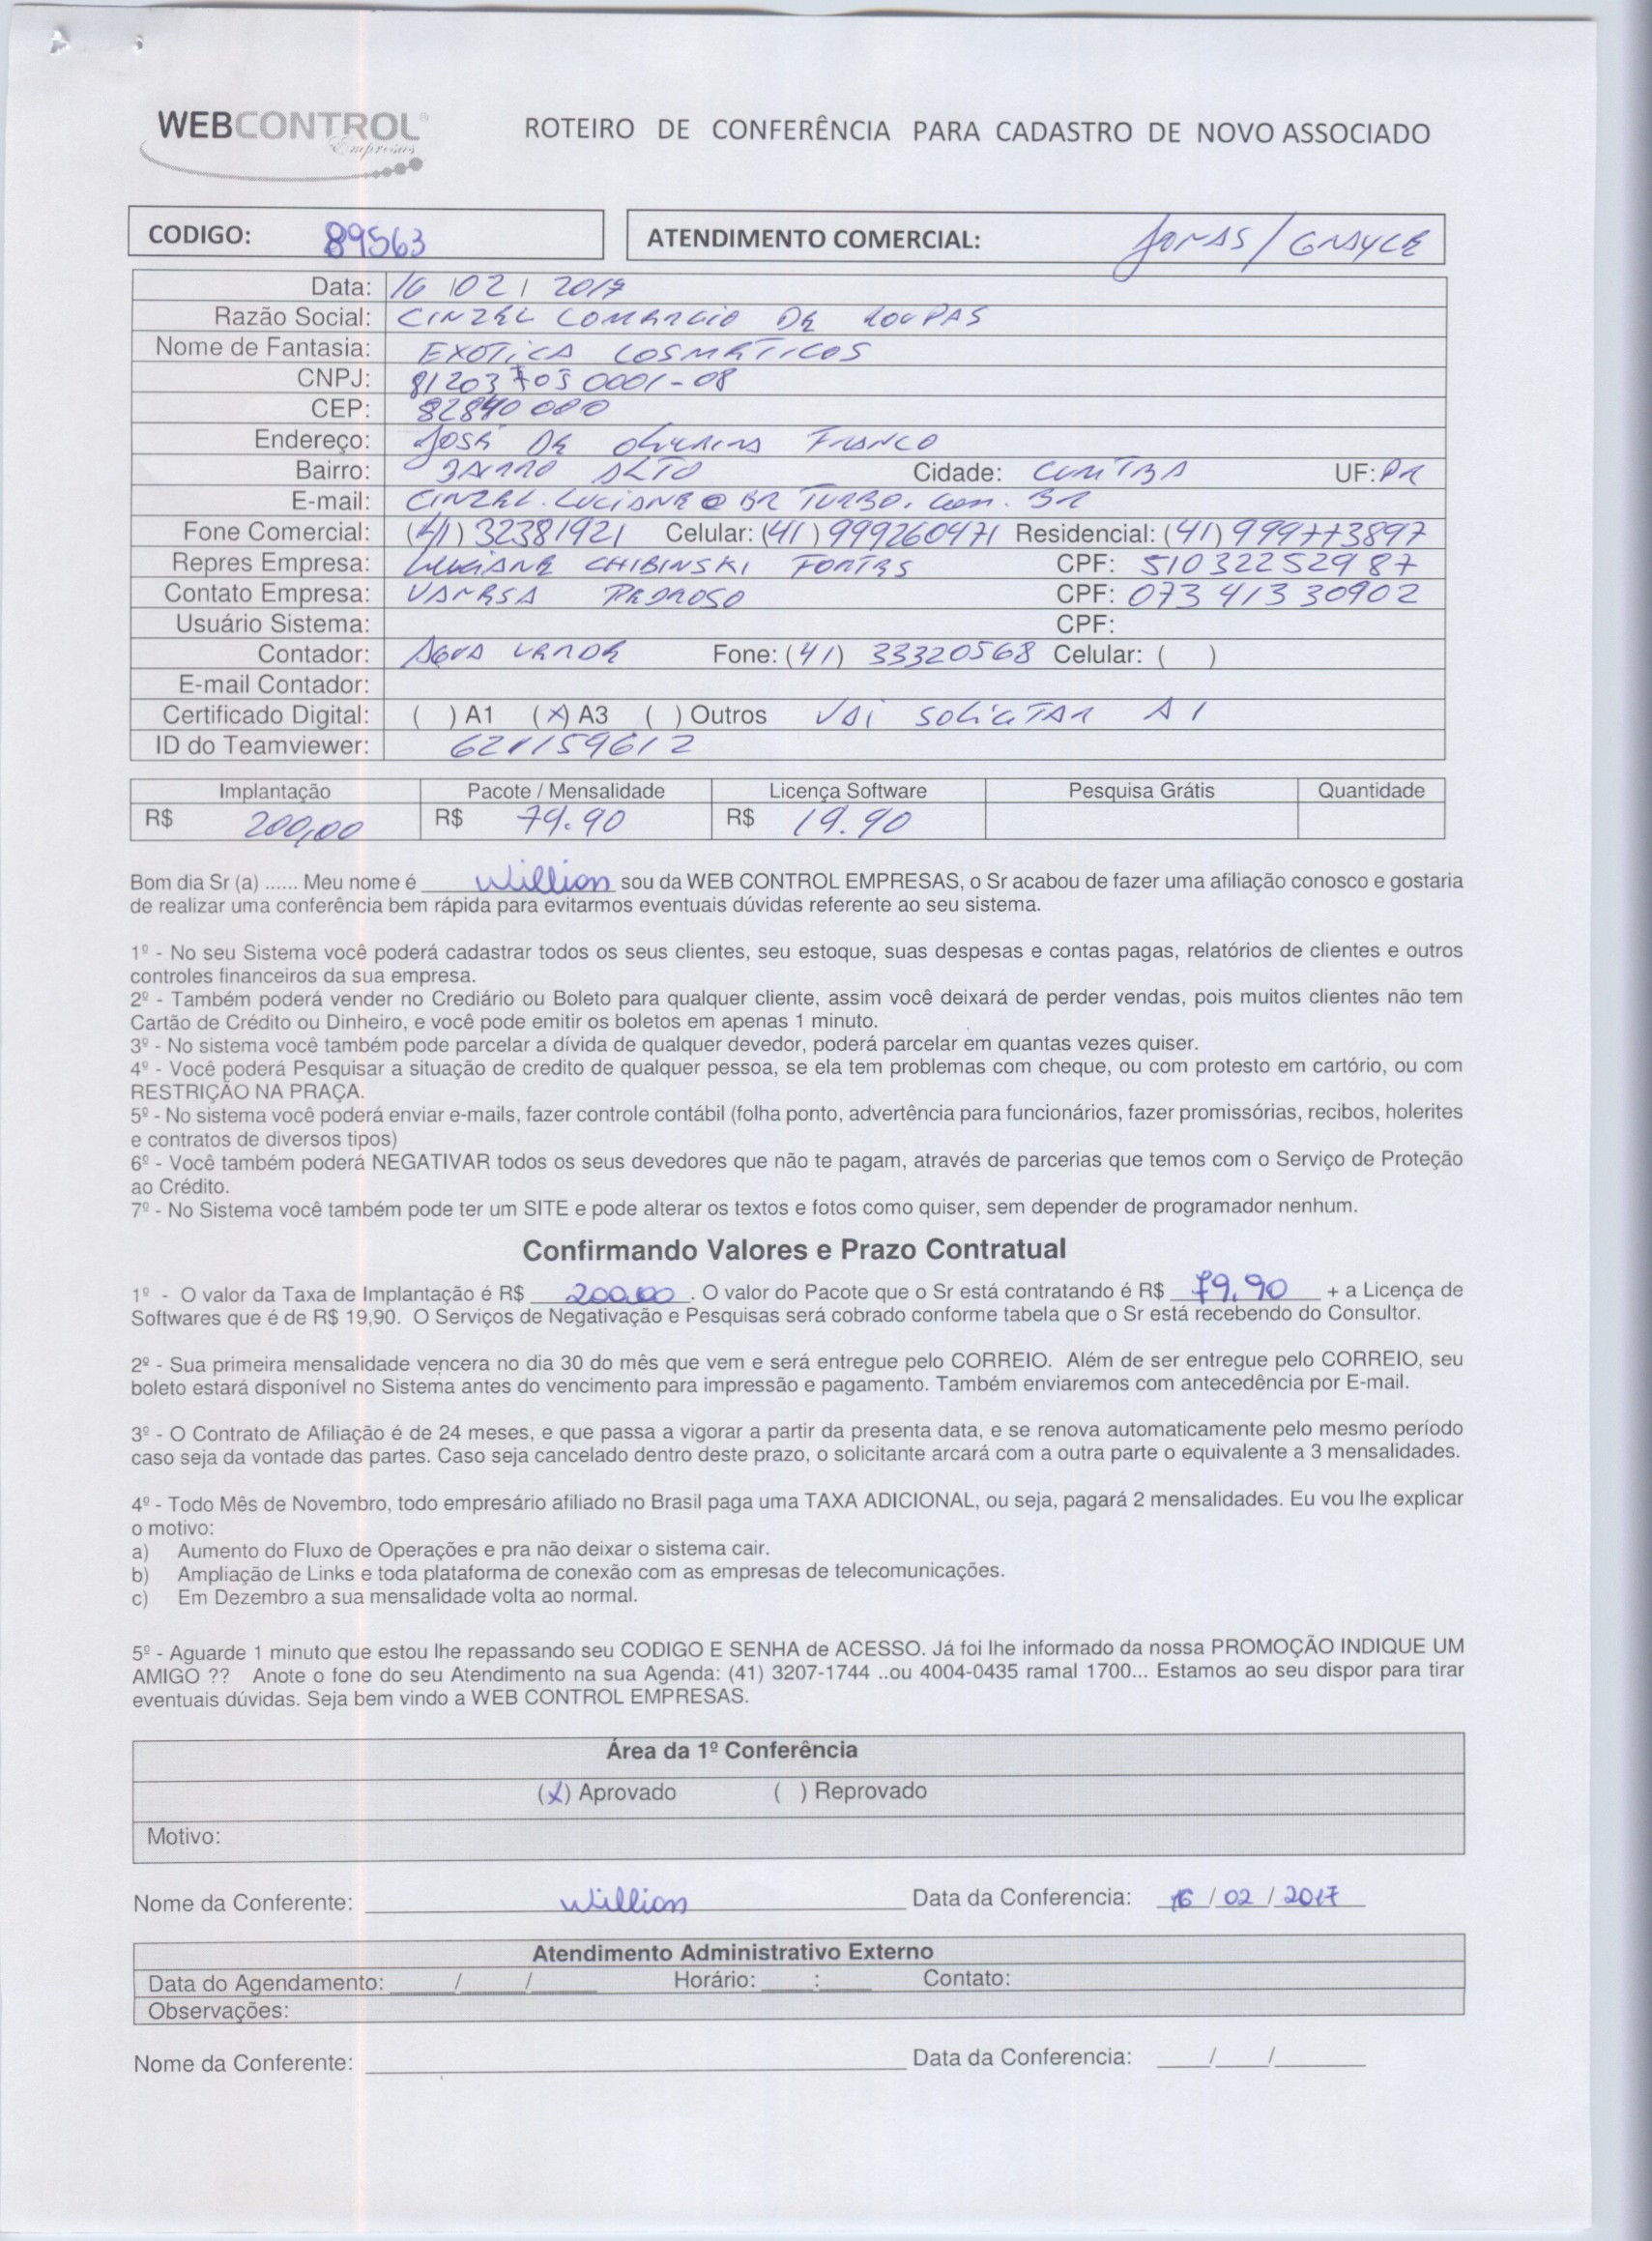 WEBCONTROL
Empresas
ROTEIRO DE CONFERÊNCIA PARA CADASTRO DE NOVO ASSOCIADO
CODIGO: 89563
ATENDIMENTO COMERCIAL: JONAS / GRAYCE
Data: 16 / 02 / 2017
Razão Social: CINZEL COMERCIO DE ROUPAS
Nome de Fantasia: EXOTICA COSMÉTICOS
CNPJ: 81203705 0001-08
CEP: 82840 000
Endereço: JOSÉ DE OLIVEIRA FRANCO
Bairro: BAIRRO ALTO Cidade: CURITIBA UF: PR
E-mail: CINZEL.LUCIANE@BRTURBO.COM.BR
Fone Comercial: (41) 32381921 Celular: (41) 999260471 Residencial: (41) 999773897
Repres Empresa: LUCIANE CHIBINSKI FONTES CPF: 51032252987
Contato Empresa: VANESSA PEDROSO CPF: 073 413 30902
Usuário Sistema: CPF:
Contador: AGUA VERDE Fone: (41) 33320568 Celular: ( )
E-mail Contador:
Certificado Digital: ( ) A1 (X) A3 ( ) Outros VAI SOLICITAR A1
ID do Teamviewer: 621159612
Implantação Pacote / Mensalidade Licença Software Pesquisa Grátis Quantidade
R$ 200,00 R$ 79.90 R$ 19.90
Bom dia Sr (a) ...... Meu nome é Willian sou da WEB CONTROL EMPRESAS, o Sr acabou de fazer uma afiliação conosco e gostaria
de realizar uma conferência bem rápida para evitarmos eventuais dúvidas referente ao seu sistema.
1º - No seu Sistema você poderá cadastrar todos os seus clientes, seu estoque, suas despesas e contas pagas, relatórios de clientes e outros
controles financeiros da sua empresa.
2º - Também poderá vender no Crediário ou Boleto para qualquer cliente, assim você deixará de perder vendas, pois muitos clientes não tem
Cartão de Crédito ou Dinheiro, e você pode emitir os boletos em apenas 1 minuto.
3º - No sistema você também pode parcelar a dívida de qualquer devedor, poderá parcelar em quantas vezes quiser.
4º - Você poderá Pesquisar a situação de credito de qualquer pessoa, se ela tem problemas com cheque, ou com protesto em cartório, ou com
RESTRIÇÃO NA PRAÇA.
5º - No sistema você poderá enviar e-mails, fazer controle contábil (folha ponto, advertência para funcionários, fazer promissórias, recibos, holerites
e contratos de diversos tipos)
6º - Você também poderá NEGATIVAR todos os seus devedores que não te pagam, através de parcerias que temos com o Serviço de Proteção
ao Crédito.
7º - No Sistema você também pode ter um SITE e pode alterar os textos e fotos como quiser, sem depender de programador nenhum.
Confirmando Valores e Prazo Contratual
1º - O valor da Taxa de Implantação é R$ 200,00. O valor do Pacote que o Sr está contratando é R$ 79,90 + a Licença de
Softwares que é de R$ 19,90. O Serviços de Negativação e Pesquisas será cobrado conforme tabela que o Sr está recebendo do Consultor.
2º - Sua primeira mensalidade vencera no dia 30 do mês que vem e será entregue pelo CORREIO. Além de ser entregue pelo CORREIO, seu
boleto estará disponível no Sistema antes do vencimento para impressão e pagamento. Também enviaremos com antecedência por E-mail.
3º - O Contrato de Afiliação é de 24 meses, e que passa a vigorar a partir da presenta data, e se renova automaticamente pelo mesmo período
caso seja da vontade das partes. Caso seja cancelado dentro deste prazo, o solicitante arcará com a outra parte o equivalente a 3 mensalidades.
4º - Todo Mês de Novembro, todo empresário afiliado no Brasil paga uma TAXA ADICIONAL, ou seja, pagará 2 mensalidades. Eu vou lhe explicar
o motivo:
a) Aumento do Fluxo de Operações e pra não deixar o sistema cair.
b) Ampliação de Links e toda plataforma de conexão com as empresas de telecomunicações.
c) Em Dezembro a sua mensalidade volta ao normal.
5º - Aguarde 1 minuto que estou lhe repassando seu CODIGO E SENHA de ACESSO. Já foi lhe informado da nossa PROMOÇÃO INDIQUE UM
AMIGO ?? Anote o fone do seu Atendimento na sua Agenda: (41) 3207-1744 ..ou 4004-0435 ramal 1700... Estamos ao seu dispor para tirar
eventuais dúvidas. Seja bem vindo a WEB CONTROL EMPRESAS.
Área da 1º Conferência
(X) Aprovado ( ) Reprovado
Motivo:
Nome da Conferente: Willian Data da Conferencia: 16 / 02 / 2017
Atendimento Administrativo Externo
Data do Agendamento: / / Horário: : Contato:
Observações:
Nome da Conferente: Data da Conferencia: / /